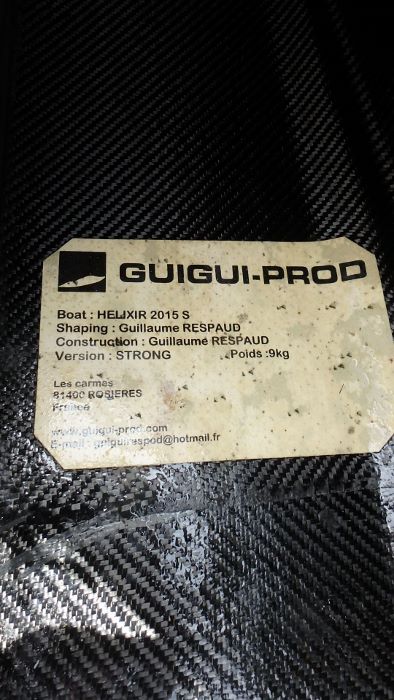 GUIGUI-PROD
Boat : HELIXIR 2015 S
Shaping : Guillaume RESPAUD
Construction : Guillaume RESPAUD
Version : STRONG Poids :9kg
Les carmes
81400 ROSIERES
France
www.guigui-prod.com
E-mail : guiguirespod@hotmail.fr